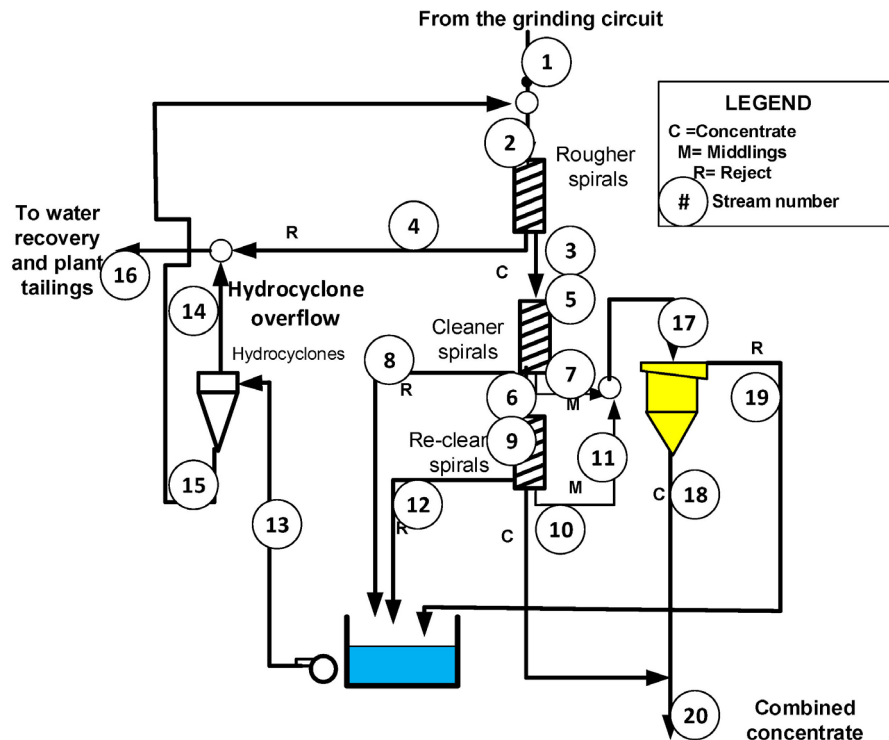 From the grinding circuit
1
LEGEND
C =Concentrate
M= Middlings
R= Reject
# Stream number
2
Rougher
spirals
To water
recovery
and plant
tailings
4
R
3
C
16
14
Hydrocyclone
overflow
5
17
Cleaner
spirals
Hydrocyclones
8
R
7
M
R
19
6
Re-clean
spirals
9
11
15
12
R
M
10
C
C
18
13
20
Combined
concentrate